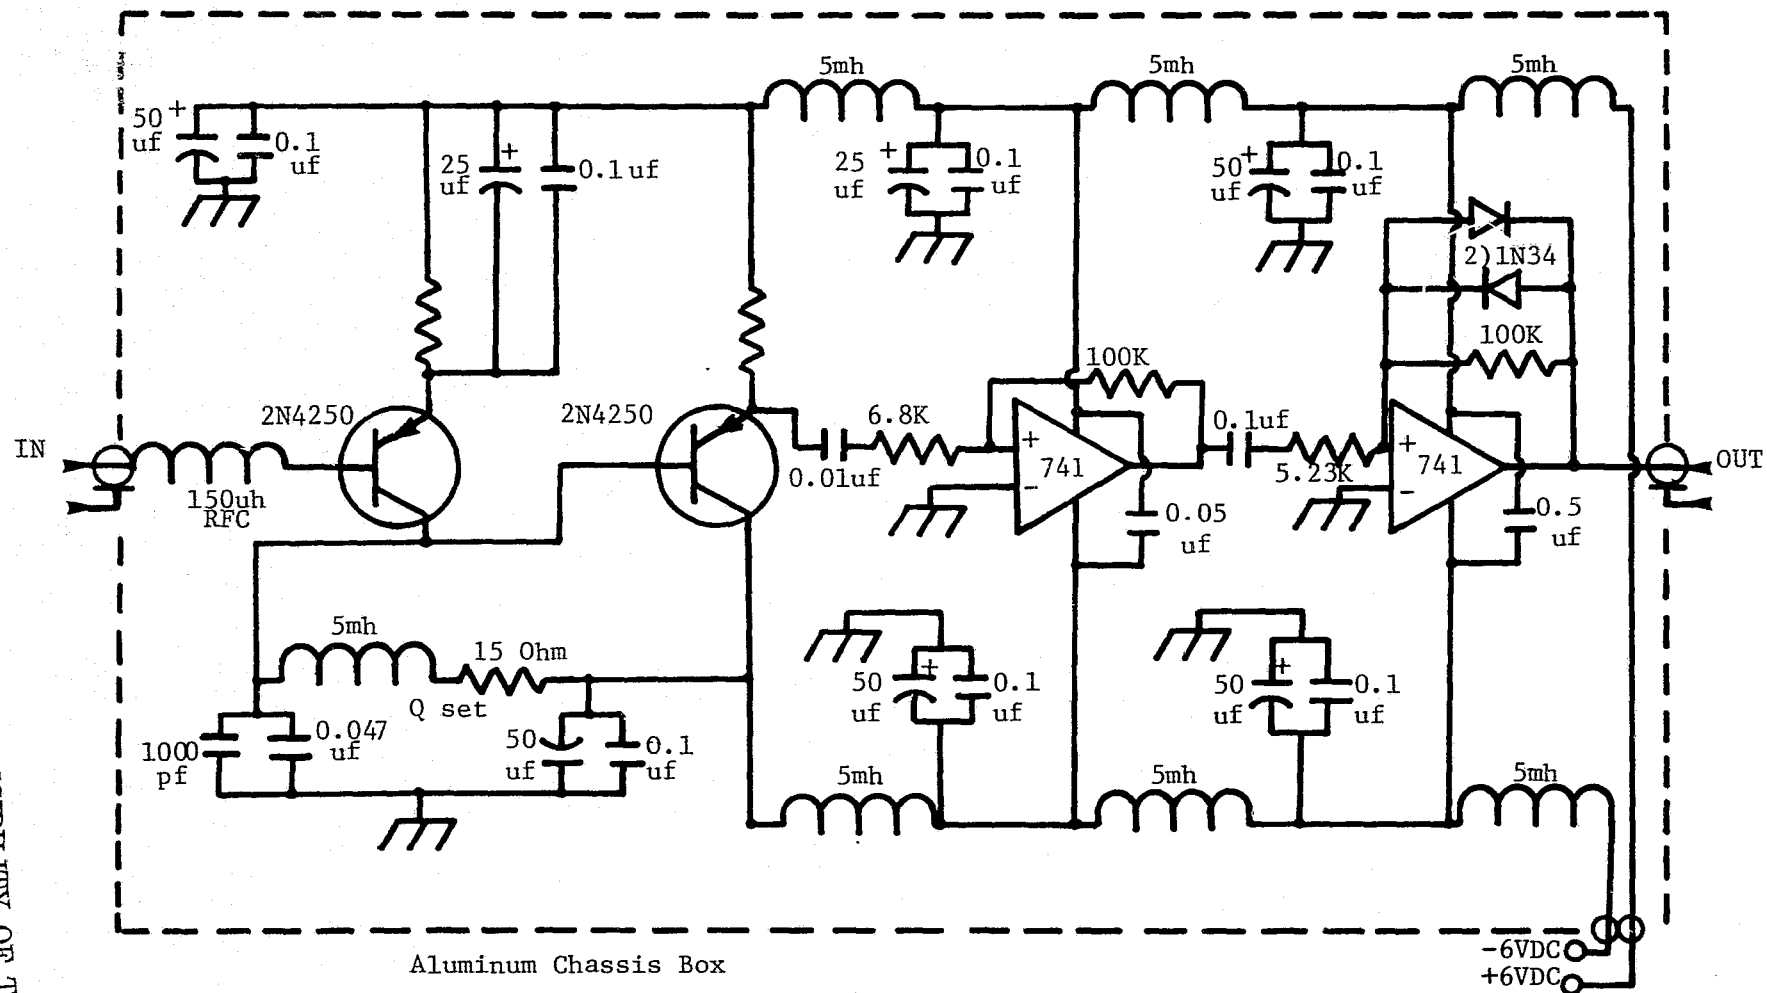 5mh
5mh
5mh
50
uf
+
0.1
uf
25
uf
+
0.1uf
25
uf
+
0.1
uf
50
uf
+
0.1
uf
2)1N34
100K
100K
2N4250
2N4250
6.8K
0.01uf
0.1uf
5.23K
IN
150uh
RFC
+
741
-
+
741
-
OUT
0.05
uf
0.5
uf
5mh
15 Ohm
Q set
1000
pf
0.047
uf
50
uf
0.1
uf
50
uf
+
0.1
uf
50
uf
+
0.1
uf
5mh
5mh
5mh
-6VDC
+6VDC
Aluminum Chassis Box